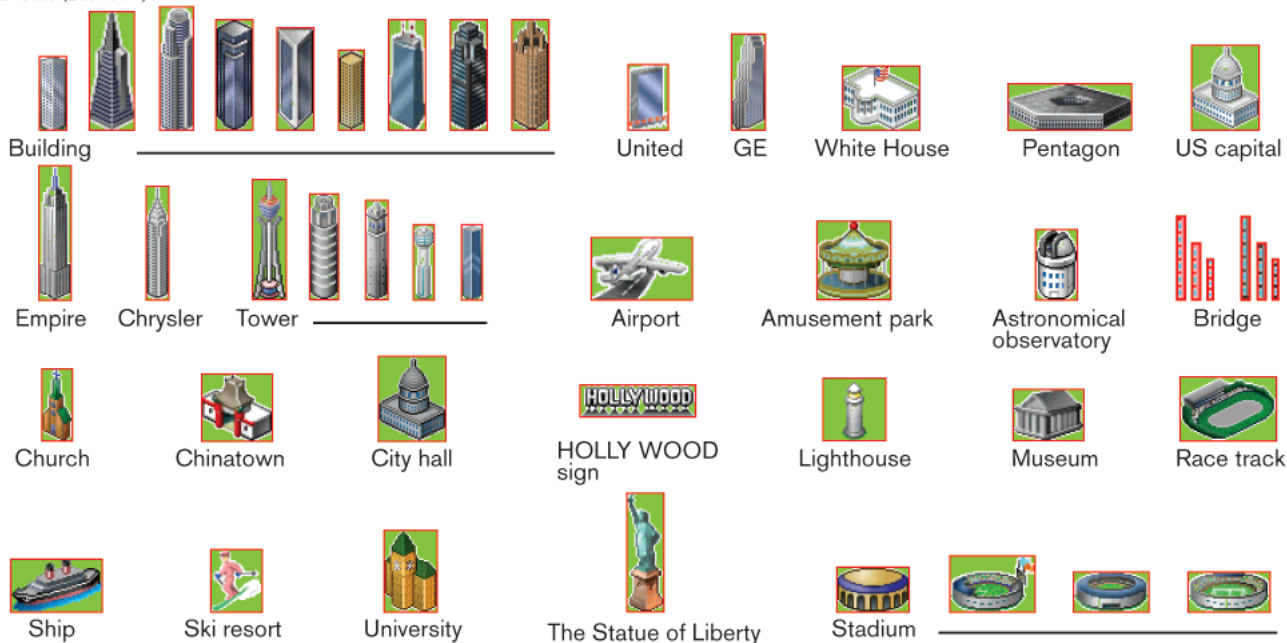 Building
United
GE
White House
Pentagon
US capital
Empire
Chrysler
Tower
Airport
Amusement park
Astronomical
observatory
Bridge
Church
Chinatown
City hall
HOLLYWOOD
HOLLY WOOD
sign
Lighthouse
Museum
Race track
Ship
Ski resort
University
The Statue of Liberty
Stadium